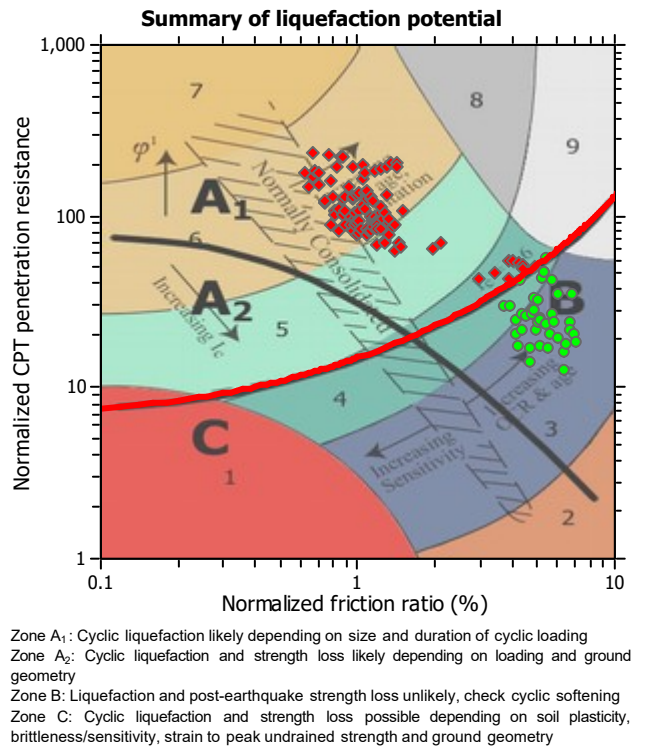 Summary of liquefaction potential
Normalized CPT penetration resistance
1,000
100
10
1
7
8
9
φ'
A1
6
A2
5
4
B
3
C
1
2
Normally Consolidated
Increasing Ic
Increasing
OCR & age
Increasing
Sensitivity
0.1
1
10
Normalized friction ratio (%)
Zone A1: Cyclic liquefaction likely depending on size and duration of cyclic loading
Zone A2: Cyclic liquefaction and strength loss likely depending on loading and ground
geometry
Zone B: Liquefaction and post-earthquake strength loss unlikely, check cyclic softening
Zone C: Cyclic liquefaction and strength loss possible depending on soil plasticity,
brittleness/sensitivity, strain to peak undrained strength and ground geometry